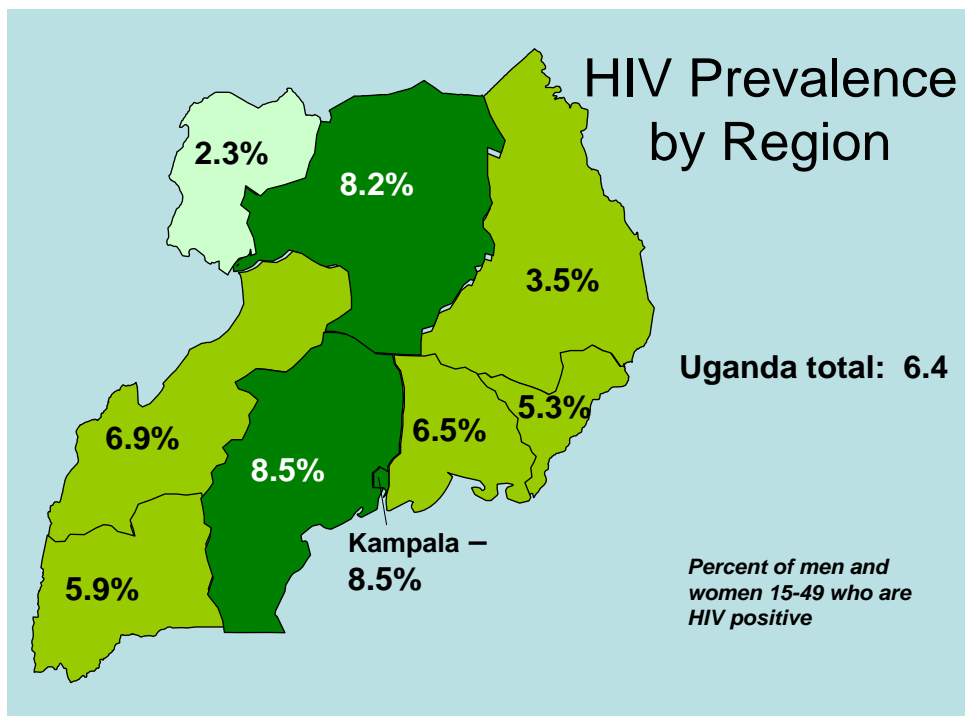 HIV Prevalence
by Region
2.3%
8.2%
3.5%
Uganda total: 6.4
5.3%
6.9%
6.5%
8.5%
Kampala –
8.5%
5.9%
Percent of men and
women 15-49 who are
HIV positive